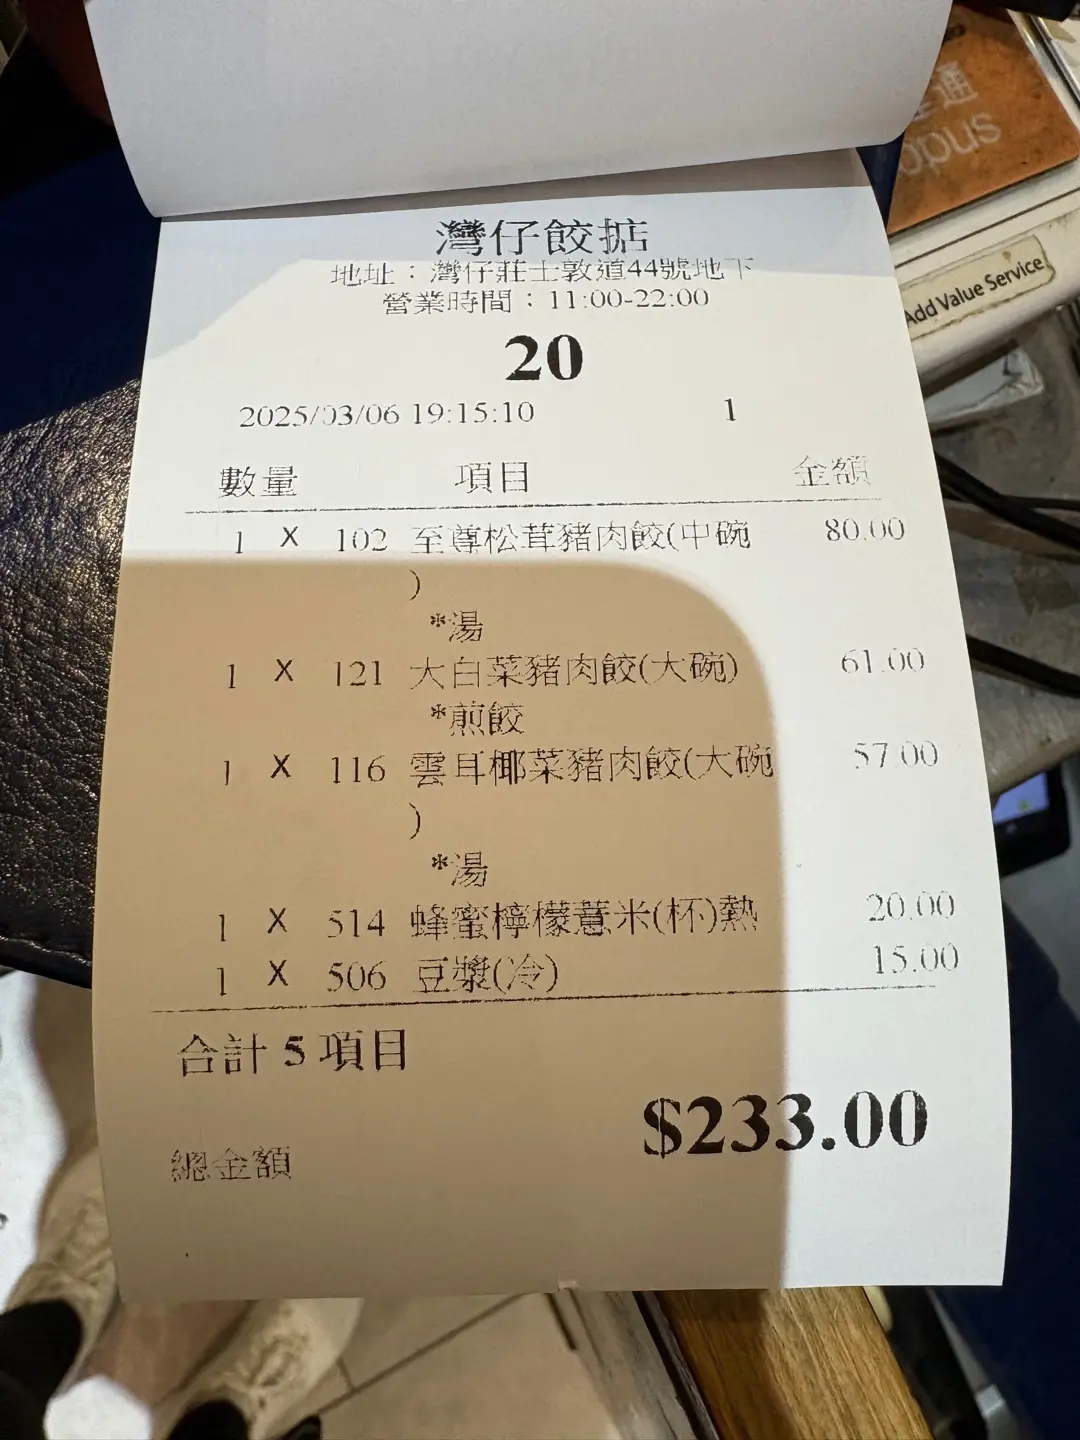 灣仔餃掂
地址：灣仔莊士敦道44號地下
營業時間：11:00-22:00
20
2025/03/06 19:15:10 1
數量 項目 金額
1 X 102 至尊松茸豬肉餃(中碗 80.00
)
*湯
1 X 121 大白菜豬肉餃(大碗) 61.00
*煎餃
1 X 116 雲耳椰菜豬肉餃(大碗 57.00
)
*湯
1 X 514 蜂蜜檸檬薏米(杯)熱 20.00
1 X 506 豆漿(冷) 15.00
合計 5 項目
$233.00
總金額
通
opus
Add Value Service